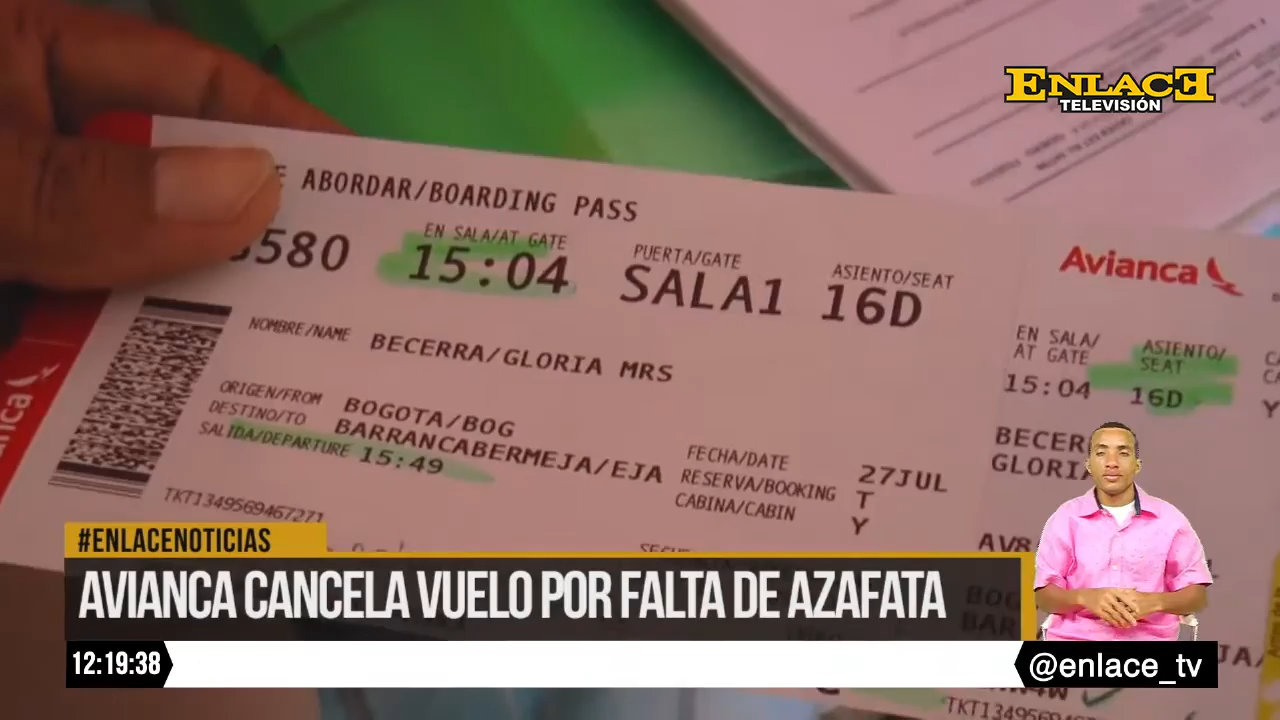 ENLACE
TELEVISIÓN
ABORDAR/BOARDING PASS
580
EN SALA/AT GATE
15:04
PUERTA/GATE
SALA1
ASIENTO/SEAT
16D
NOMBRE/NAME BECERRA/GLORIA MRS
ORIGEN/FROM BOGOTA/BOG
DESTINO/TO BARRANCABERMEJA/EJA
SALIDA/DEPARTURE 15:49
FECHA/DATE 27JUL
RESERVA/BOOKING T
CABINA/CABIN Y
TKT1349569467271
Avianca
EN SALA/
AT GATE
15:04
ASIENTO/
SEAT
16D
Y
BECER
GLORIA
AV8
#ENLACENOTICIAS
AVIANCA CANCELA VUELO POR FALTA DE AZAFATA
12:19:38
@enlace_tv